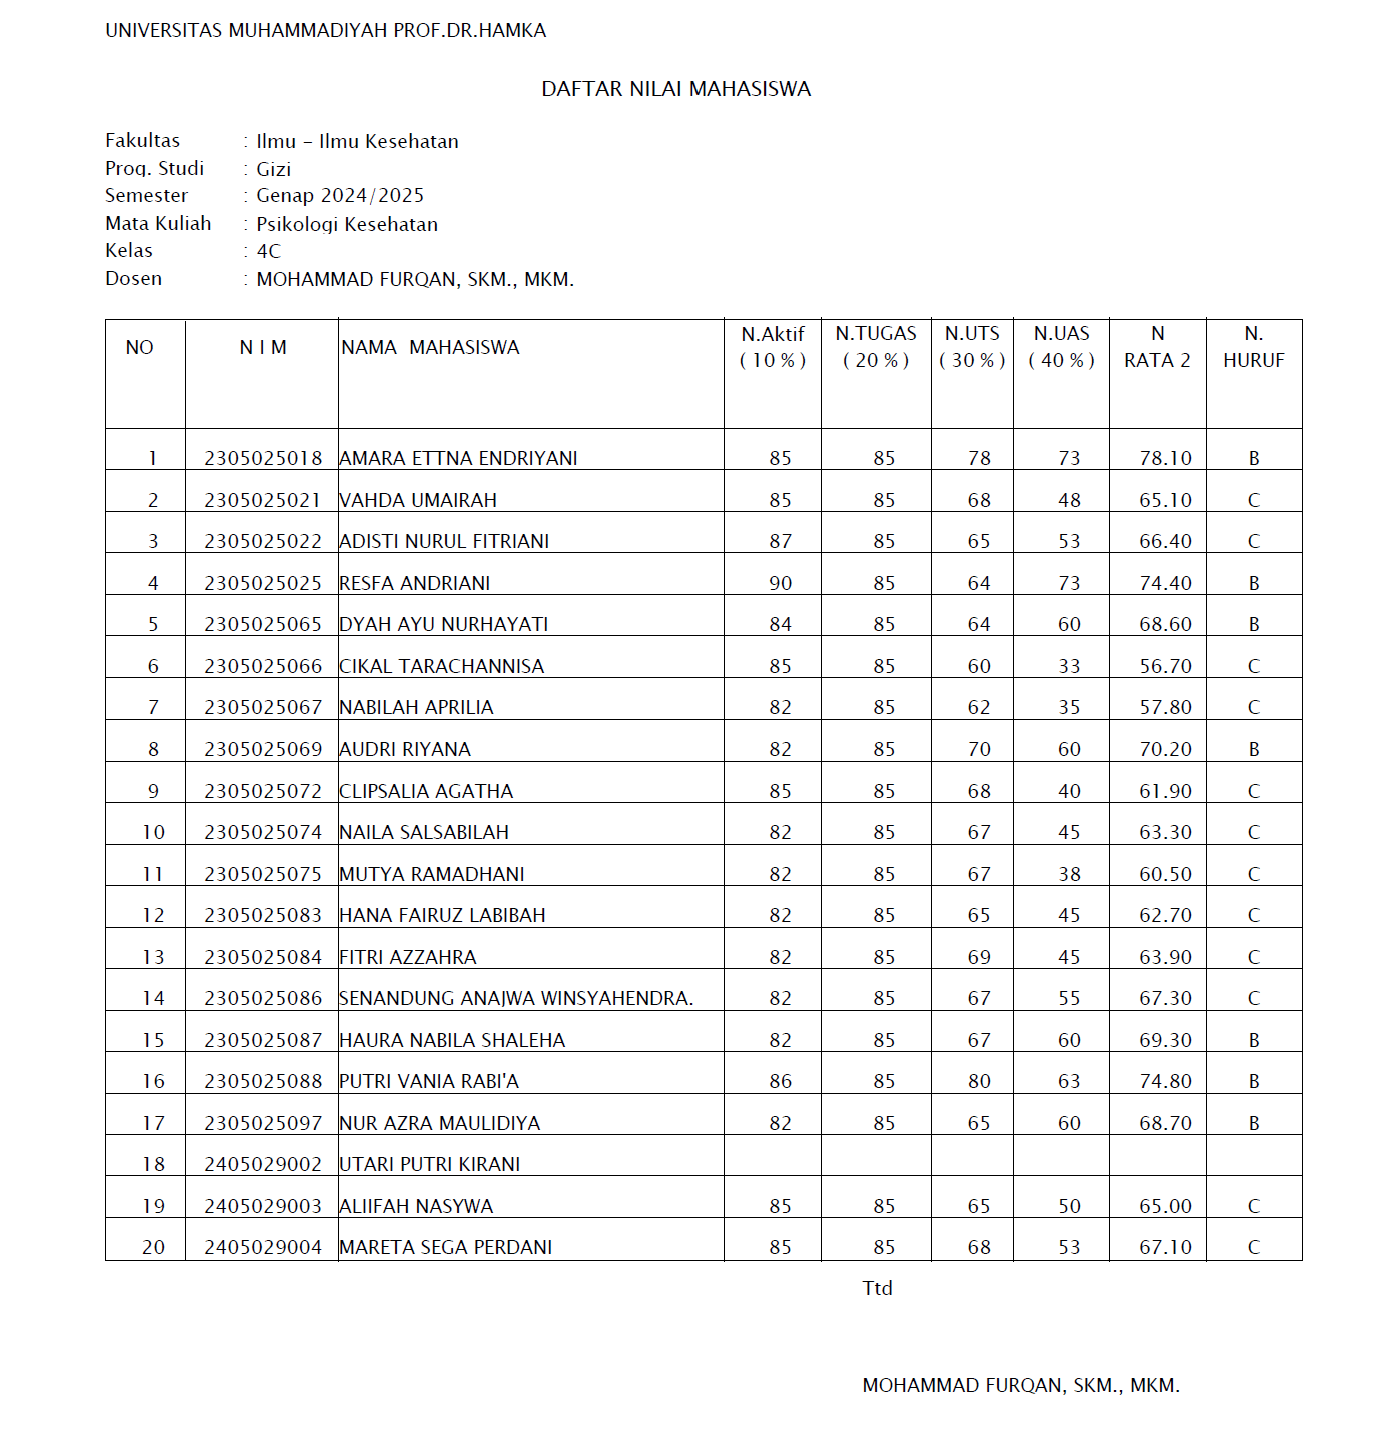 UNIVERSITAS MUHAMMADIYAH PROF.DR.HAMKA
DAFTAR NILAI MAHASISWA
Fakultas : Ilmu - Ilmu Kesehatan
Prog. Studi : Gizi
Semester : Genap 2024/2025
Mata Kuliah : Psikologi Kesehatan
Kelas : 4C
Dosen : MOHAMMAD FURQAN, SKM., MKM.
NO N I M NAMA MAHASISWA N.Aktif ( 10 % ) N.TUGAS ( 20 % ) N.UTS ( 30 % ) N.UAS ( 40 % ) N RATA 2 N. HURUF
1 2305025018 AMARA ETTNA ENDRIYANI 85 85 78 73 78.10 B
2 2305025021 VAHDA UMAIRAH 85 85 68 48 65.10 C
3 2305025022 ADISTI NURUL FITRIANI 87 85 65 53 66.40 C
4 2305025025 RESFA ANDRIANI 90 85 64 73 74.40 B
5 2305025065 DYAH AYU NURHAYATI 84 85 64 60 68.60 B
6 2305025066 CIKAL TARACHANNISA 85 85 60 33 56.70 C
7 2305025067 NABILAH APRILIA 82 85 62 35 57.80 C
8 2305025069 AUDRI RIYANA 82 85 70 60 70.20 B
9 2305025072 CLIPSALIA AGATHA 85 85 68 40 61.90 C
10 2305025074 NAILA SALSABILAH 82 85 67 45 63.30 C
11 2305025075 MUTYA RAMADHANI 82 85 67 38 60.50 C
12 2305025083 HANA FAIRUZ LABIBAH 82 85 65 45 62.70 C
13 2305025084 FITRI AZZAHRA 82 85 69 45 63.90 C
14 2305025086 SENANDUNG ANAJWA WINSYAHENDRA. 82 85 67 55 67.30 C
15 2305025087 HAURA NABILA SHALEHA 82 85 67 60 69.30 B
16 2305025088 PUTRI VANIA RABI'A 86 85 80 63 74.80 B
17 2305025097 NUR AZRA MAULIDIYA 82 85 65 60 68.70 B
18 2405029002 UTARI PUTRI KIRANI
19 2405029003 ALIIFAH NASYWA 85 85 65 50 65.00 C
20 2405029004 MARETA SEGA PERDANI 85 85 68 53 67.10 C
Ttd
MOHAMMAD FURQAN, SKM., MKM.